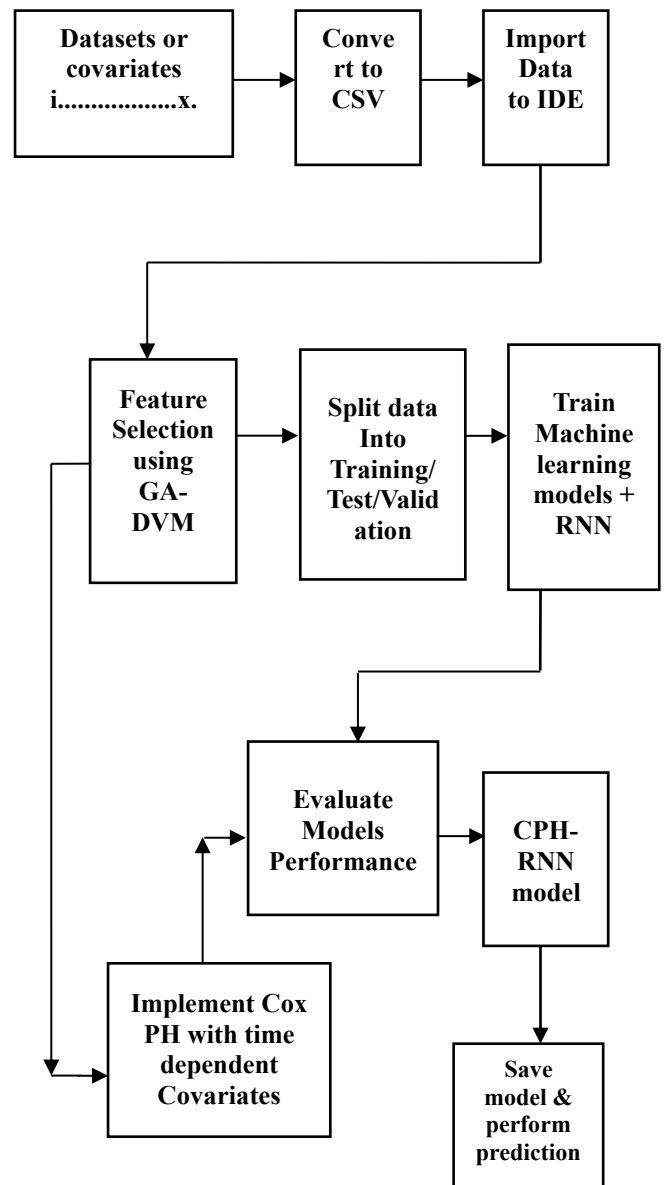 Datasets or
covariates
i...................x.
Conve
rt to
CSV
Import
Data
to IDE
Feature
Selection
using
GA-
DVM
Split data
Into
Training/
Test/Valid
ation
Train
Machine
learning
models +
RNN
Evaluate
Models
Performance
CPH-
RNN
model
Implement Cox
PH with time
dependent
Covariates
Save
model &
perform
prediction